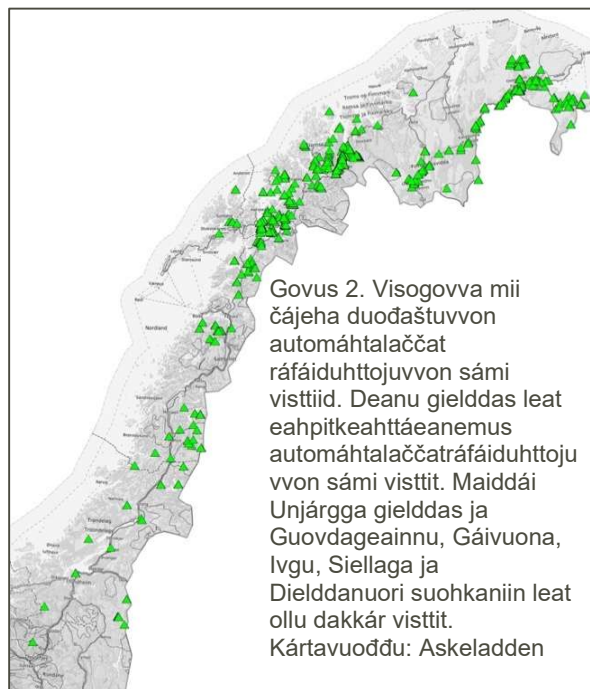 Nordland
Govus 2. Visogovva mii
čájeha duođaštuvvon
automáhtalaččat
ráfáiduhttojuvvon sámi
visttiid. Deanu gielddas leat
eahpitkeahttáeanemus
automáhtalaččatráfáiduhttoju
vvon sámi visttit. Maiddái
Unjárgga gielddas ja
Guovdageainnu, Gáivuona,
Ivgu, Siellaga ja
Dielddanuori suohkaniin leat
ollu dakkár visttit.
Kártavuođđu: Askeladden